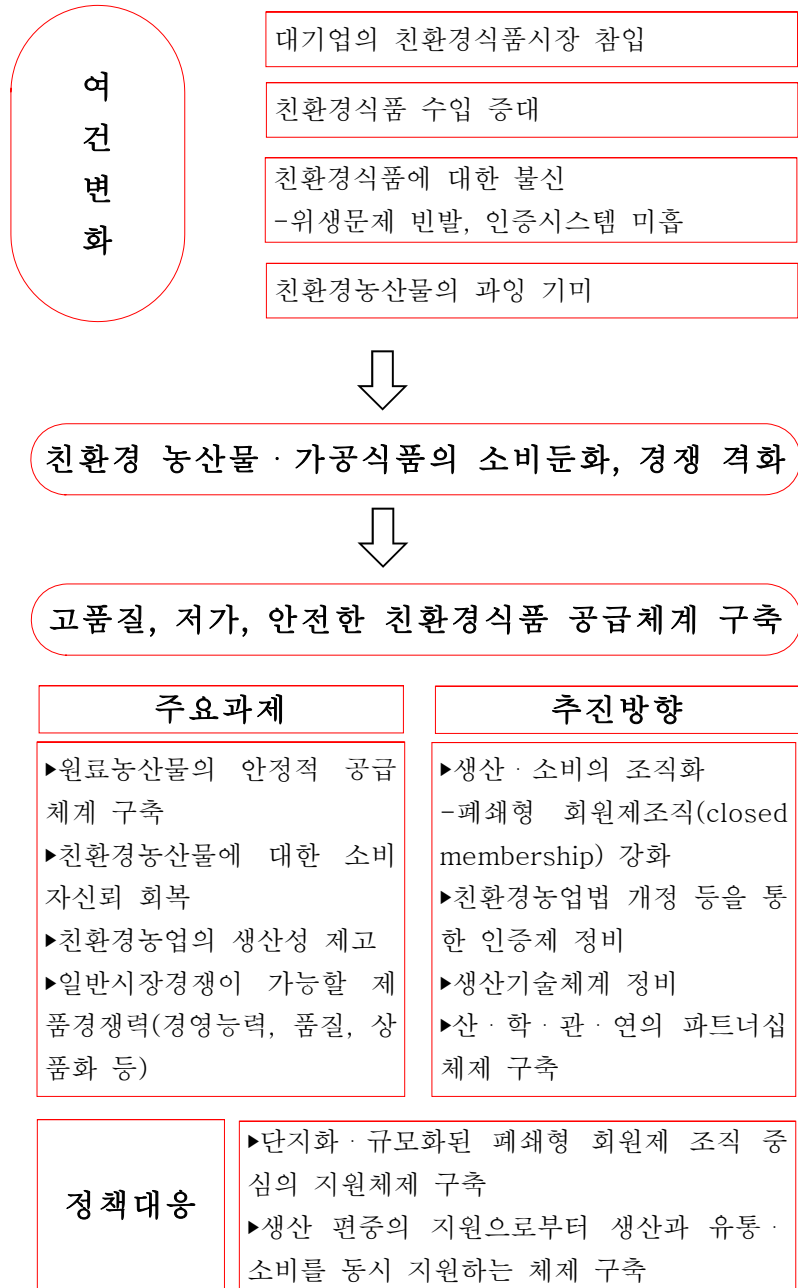 여
건
변
화
대기업의 친환경식품시장 참입
친환경식품 수입 증대
친환경식품에 대한 불신
-위생문제 빈발, 인증시스템 미흡
친환경농산물의 과잉 기미
친환경 농산물·가공식품의 소비둔화, 경쟁 격화
고품질, 저가, 안전한 친환경식품 공급체계 구축
주요과제
▶원료농산물의 안정적 공급
체계 구축
▶친환경농산물에 대한 소비
자신뢰 회복
▶친환경농업의 생산성 제고
▶일반시장경쟁이 가능할 제
품경쟁력(경영능력, 품질, 상
품화 등)
추진방향
▶생산·소비의 조직화
-폐쇄형 회원제조직(closed
membership) 강화
▶친환경농업법 개정 등을 통
한 인증제 정비
▶생산기술체계 정비
▶산·학·관·연의 파트너십
체제 구축
정책대응
▶단지화·규모화된 폐쇄형 회원제 조직 중
심의 지원체제 구축
▶생산 편중의 지원으로부터 생산과 유통·
소비를 동시 지원하는 체제 구축